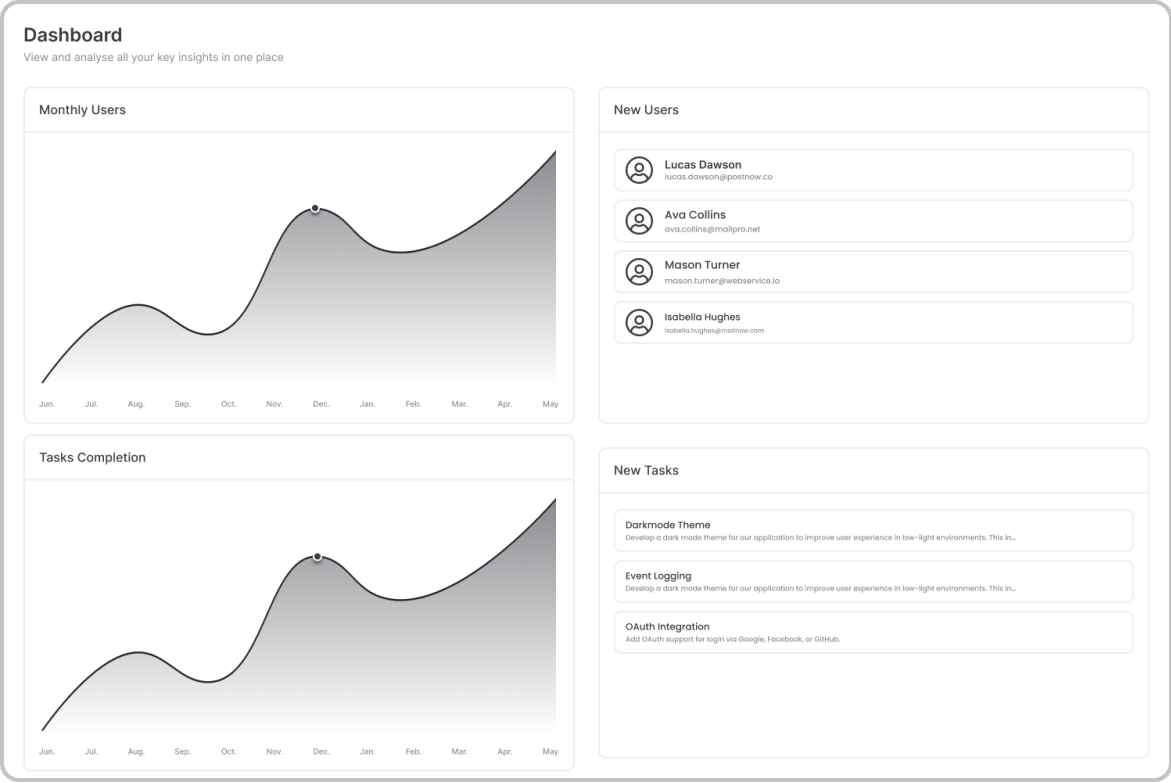 Dashboard
View and analyse all your key insights in one place
Monthly Users
Jun. Jul. Aug. Sep. Oct. Nov. Dec. Jan. Feb. Mar. Apr. May
New Users
Lucas Dawson
lucas.dawson@postnow.co
Ava Collins
ava.collins@mailpro.net
Mason Turner
mason.turner@webservice.io
Isabella Hughes
isabella.hughes@mailnow.com
Tasks Completion
Jun. Jul. Aug. Sep. Oct. Nov. Dec. Jan. Feb. Mar. Apr. May
New Tasks
Darkmode Theme
Develop a dark mode theme for our application to improve user experience in low-light environments. This in...
Event Logging
Develop a dark mode theme for our application to improve user experience in low-light environments. This in...
OAuth Integration
Add OAuth support for login via Google, Facebook, or GitHub.